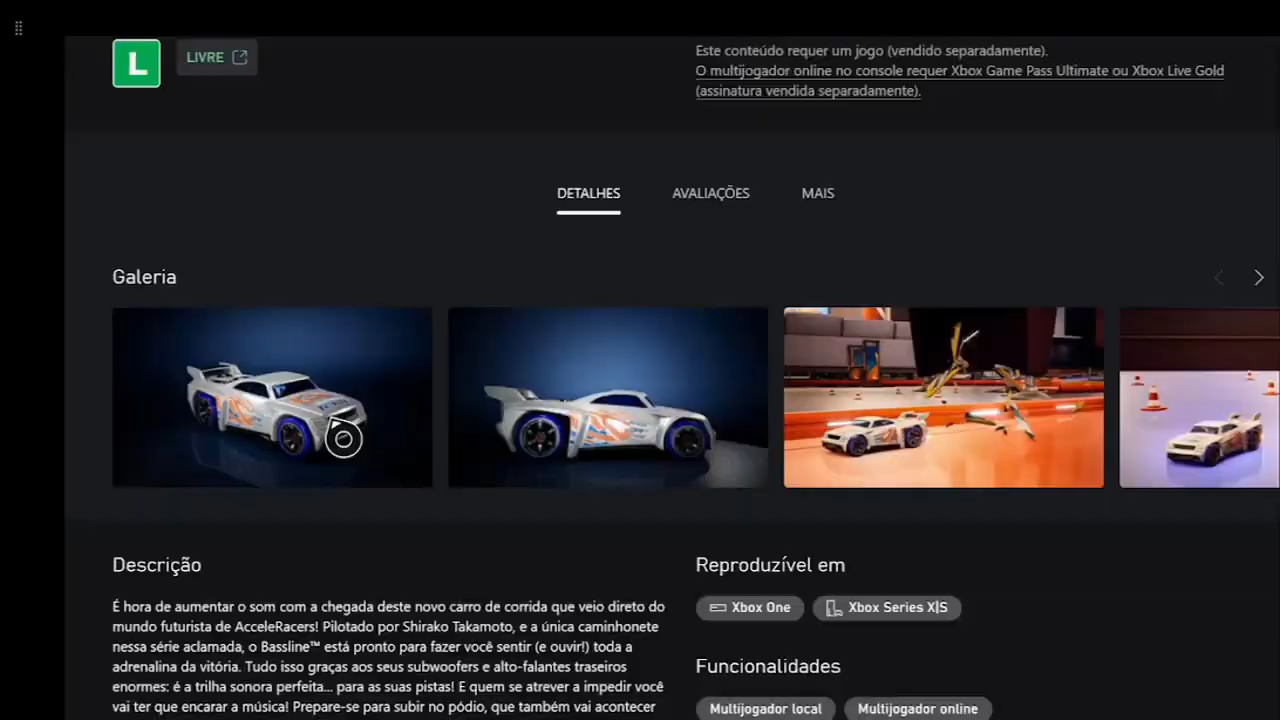 L
LIVRE
Este conteúdo requer um jogo (vendido separadamente).
O multijogador online no console requer Xbox Game Pass Ultimate ou Xbox Live Gold
(assinatura vendida separadamente).
DETALHES
AVALIAÇÕES
MAIS
Galeria
Descrição
É hora de aumentar o som com a chegada deste novo carro de corrida que veio direto do
mundo futurista de AcceleRacers! Pilotado por Shirako Takamoto, e a única caminhonete
nessa série aclamada, o Bassline™ está pronto para fazer você sentir (e ouvir!) toda a
adrenalina da vitória. Tudo isso graças aos seus subwoofers e alto-falantes traseiros
enormes: é a trilha sonora perfeita... para as suas pistas! E quem se atrever a impedir você
vai ter que encarar a música! Prepare-se para subir no pódio, que também vai acontecer
Reproduzível em
Xbox One
Xbox Series X|S
Funcionalidades
Multijogador local
Multijogador online